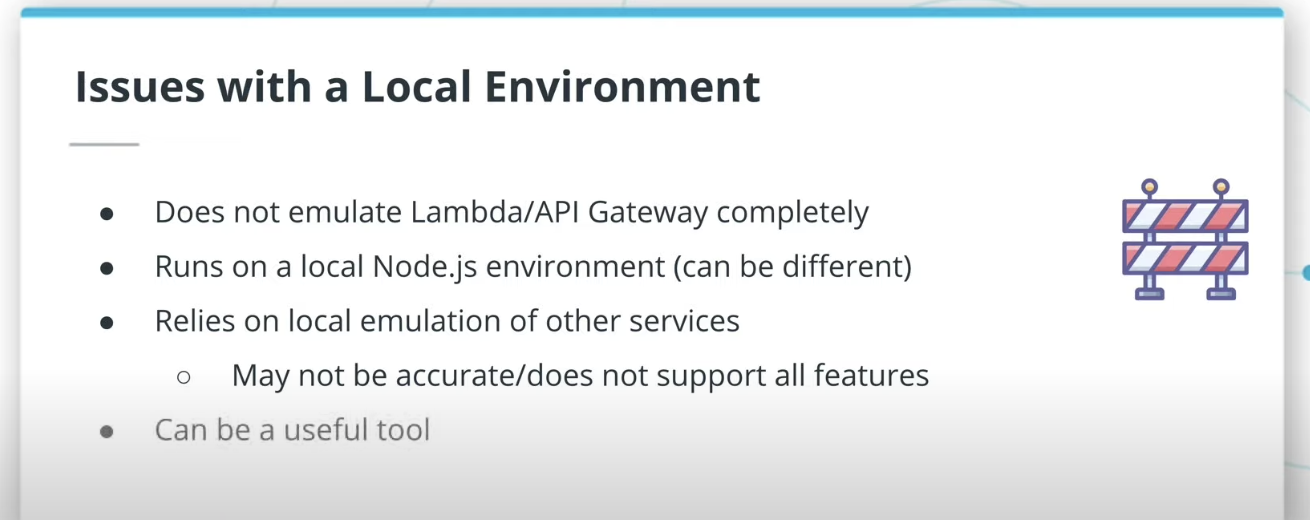 Issues with a Local Environment
● Does not emulate Lambda/API Gateway completely
● Runs on a local Node.js environment (can be different)
● Relies on local emulation of other services
○ May not be accurate/does not support all features
● Can be a useful tool